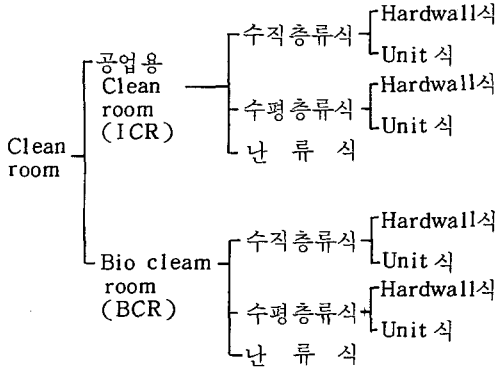 Hardwall식
수직층류식
Unit 식
공업용
Clean
room
(ICR)
Hardwall식
수평층류식
Unit 식
난 류 식
Clean
room
Hardwall식
수직층류식
Unit 식
Bio cleam
room
(BCR)
Hardwall식
수평층류식
Unit 식
난 류 식